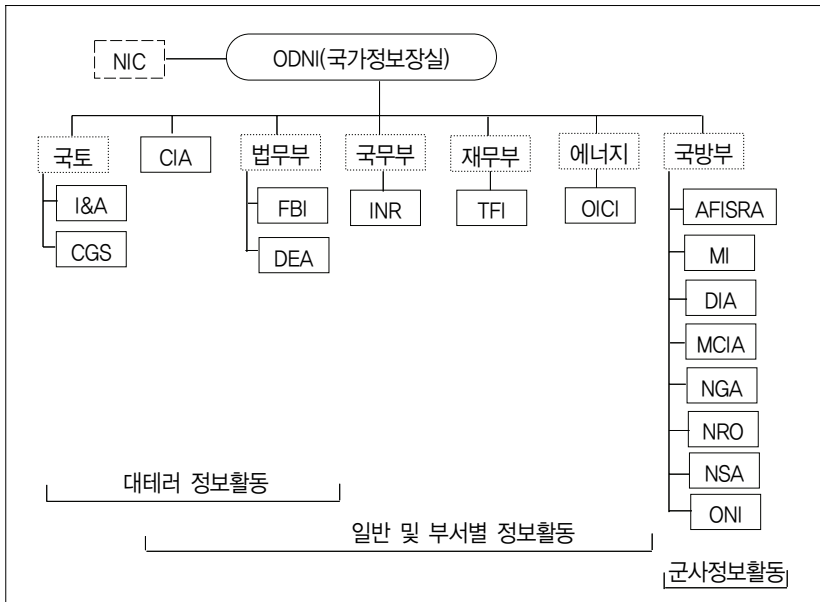 NIC ODNI(국가정보장실)
국토 CIA 법무부 국무부 재무부 에너지 국방부
I&A FBI INR TFI OICI AFISRA
CGS DEA MI
DIA
MCIA
NGA
NRO
대테러 정보활동 NSA
ONI
일반 및 부서별 정보활동
군사정보활동